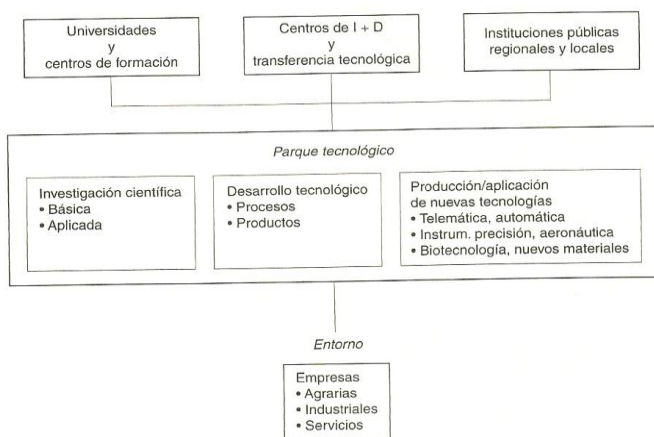 Universidades
y
centros de formación
Centros de I + D
y
transferencia tecnológica
Instituciones públicas
regionales y locales
Parque tecnológico
Investigación científica
• Básica
• Aplicada
Desarrollo tecnológico
• Procesos
• Productos
Producción/aplicación
de nuevas tecnologías
• Telemática, automática
• Instrum. precisión, aeronáutica
• Biotecnología, nuevos materiales
Entorno
Empresas
• Agrarias
• Industriales
• Servicios